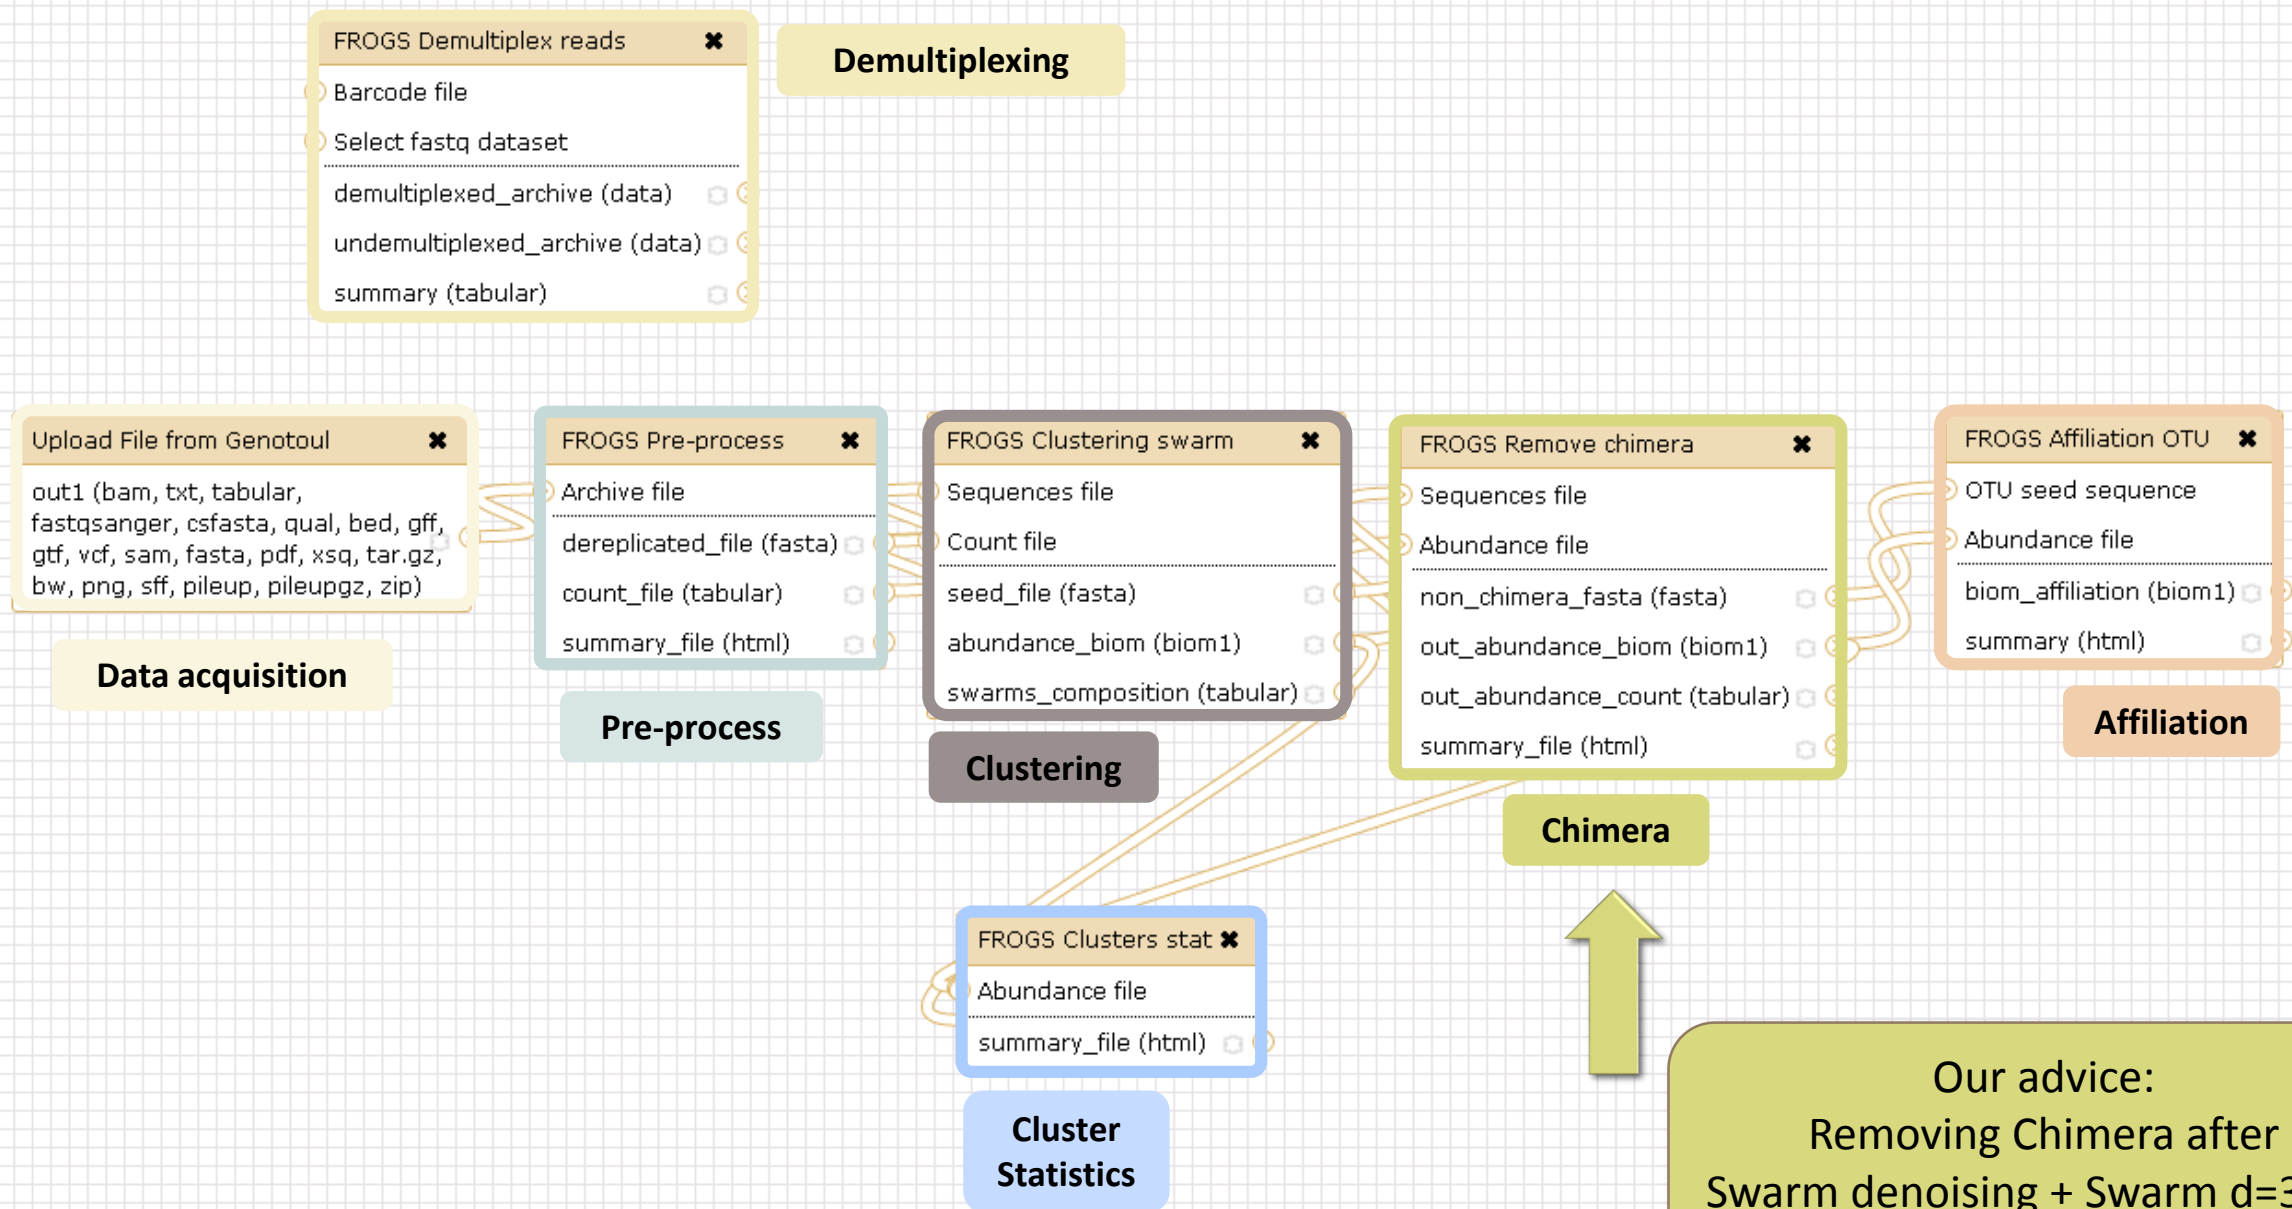 FROGS Demultiplex reads ✖
Barcode file
Select fastq dataset
demultiplexed_archive (data)
undemultiplexed_archive (data)
summary (tabular)
Demultiplexing
Upload File from Genotoul ✖
out1 (bam, txt, tabular,
fastqsanger, csfasta, qual, bed, gff,
gtf, vcf, sam, fasta, pdf, xsq, tar.gz,
bw, png, sff, pileup, pileupgz, zip)
Data acquisition
FROGS Pre-process ✖
Archive file
dereplicated_file (fasta)
count_file (tabular)
summary_file (html)
Pre-process
FROGS Clustering swarm ✖
Sequences file
Count file
seed_file (fasta)
abundance_biom (biom1)
swarms_composition (tabular)
Clustering
FROGS Remove chimera ✖
Sequences file
Abundance file
non_chimera_fasta (fasta)
out_abundance_biom (biom1)
out_abundance_count (tabular)
summary_file (html)
Chimera
FROGS Affiliation OTU ✖
OTU seed sequence
Abundance file
biom_affiliation (biom1)
summary (html)
Affiliation
FROGS Clusters stat ✖
Abundance file
summary_file (html)
Cluster
Statistics
Our advice:
Removing Chimera after
Swarm denoising + Swarm d=3